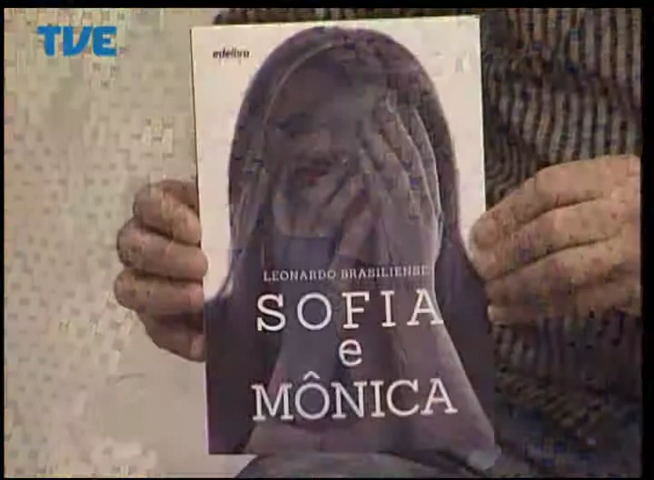 TVE
edelbra
LEONARDO BRASILIENSE
SOFIA
e
MÔNICA